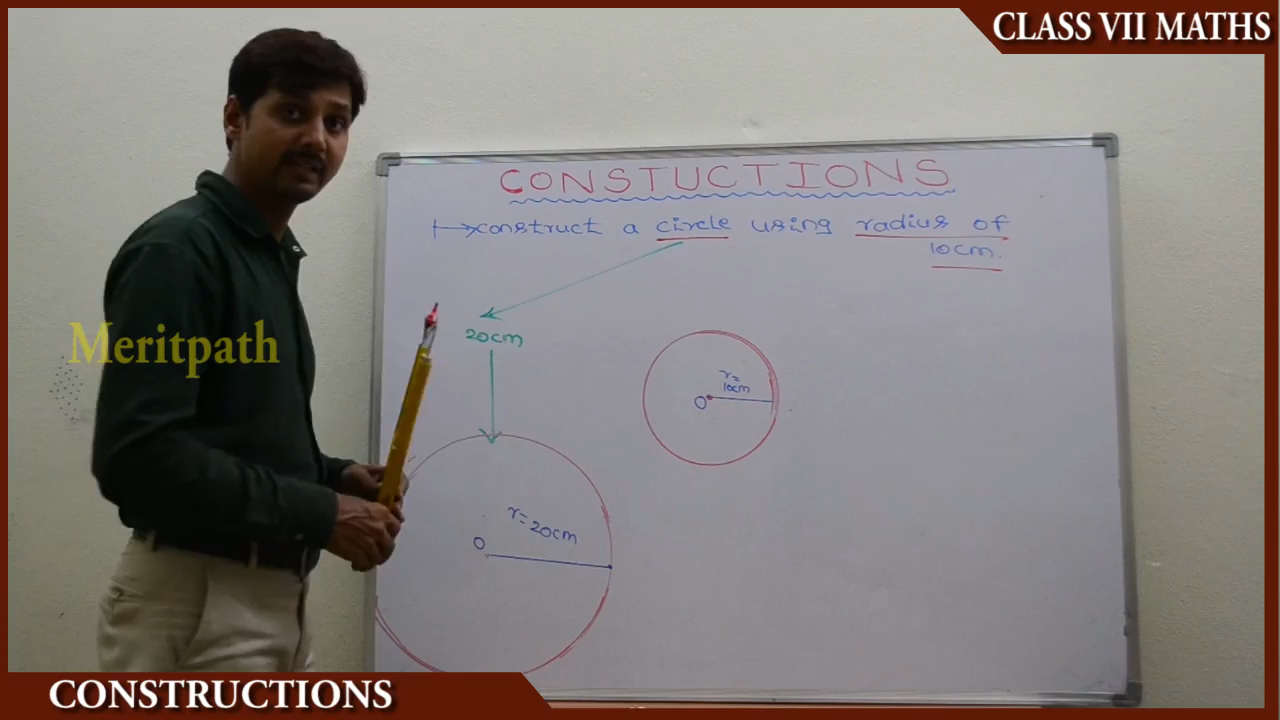 CLASS VII MATHS
CONSTUCTIONS
construct a circle using radius of
10cm.
20cm
Meritpath
r=
10cm
O
r=20cm
O
CONSTRUCTIONS